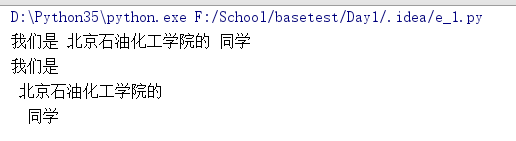 D:\Python35\python.exe F:/School/basetest/Day1/.idea/e_1.py
我们是 北京石油化工学院的 同学
我们是
 北京石油化工学院的
  同学